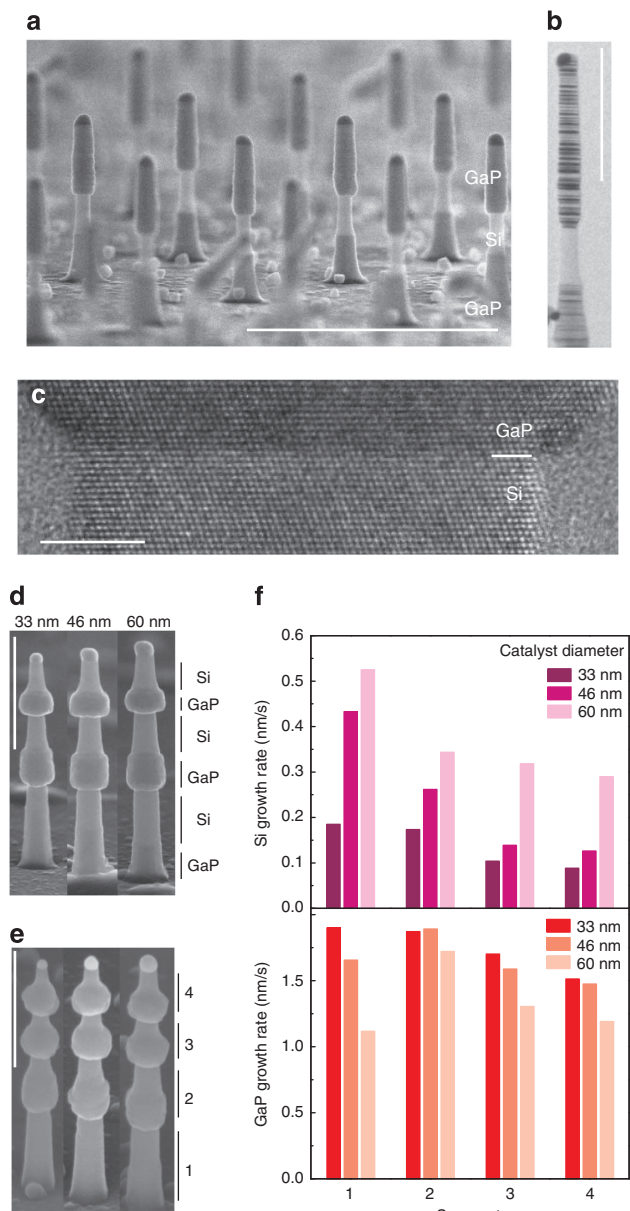 a
b
GaP
Si
GaP
c
GaP
Si
d
33 nm 46 nm 60 nm
Si
GaP
Si
GaP
Si
GaP
e
4
3
2
1
f
0.6
0.5
0.4
0.3
0.2
0.1
0.0
Si growth rate (nm/s)
Catalyst diameter
33 nm
46 nm
60 nm
1.5
1.0
0.5
0.0
GaP growth rate (nm/s)
33 nm
46 nm
60 nm
1 2 3 4